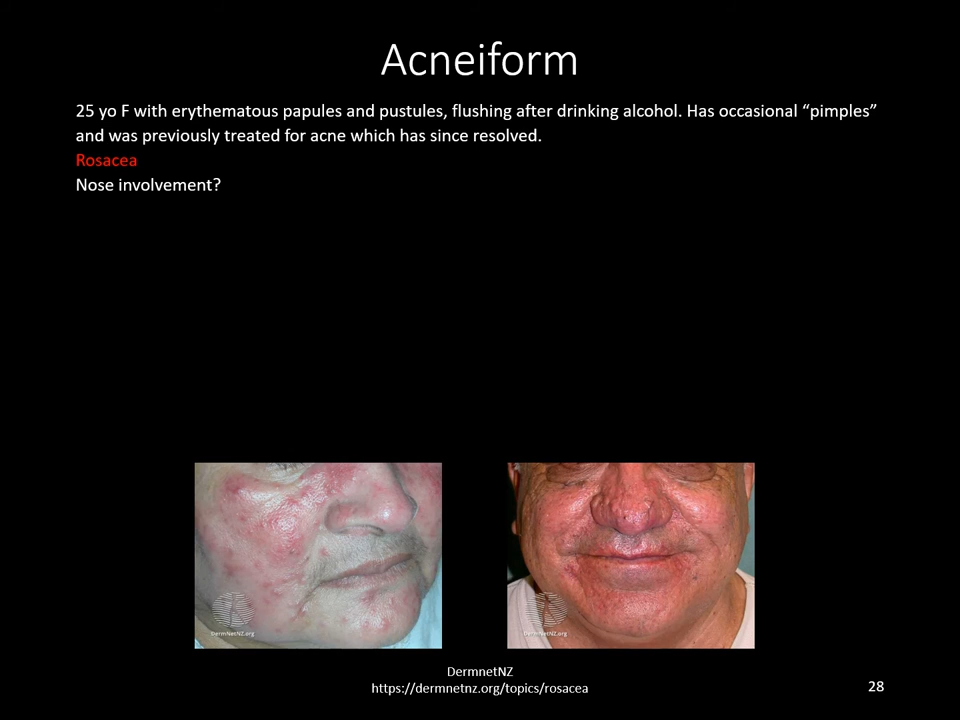 Acneiform
25 yo F with erythematous papules and pustules, flushing after drinking alcohol. Has occasional “pimples”
and was previously treated for acne which has since resolved.
Rosacea
Nose involvement?
DermNetNZ.org
DermNetNZ.org
DermnetNZ
https://dermnetnz.org/topics/rosacea
28